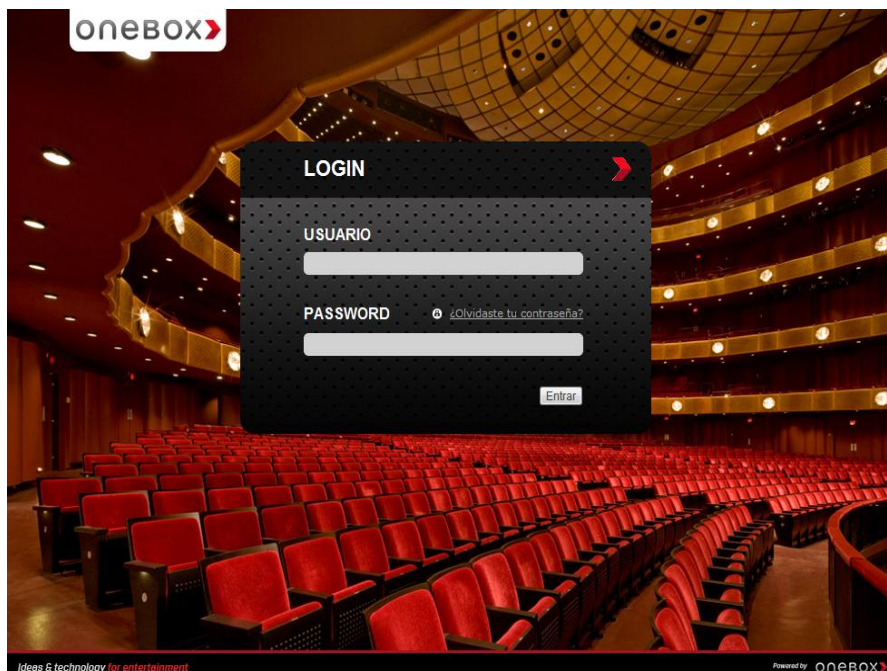 oneBOX
LOGIN
USUARIO
PASSWORD ¿Olvidaste tu contraseña?
Entrar
Ideas & technology for entertainment
Powered by oneBOX